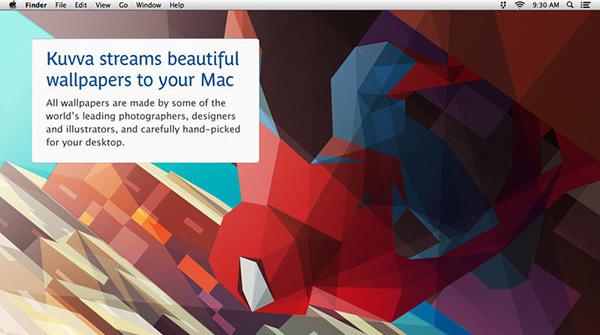 Finder File Edit View Go Window Help 9:30 AM
Kuvva streams beautiful
wallpapers to your Mac
All wallpapers are made by some of the
world's leading photographers, designers
and illustrators, and carefully hand-picked
for your desktop.